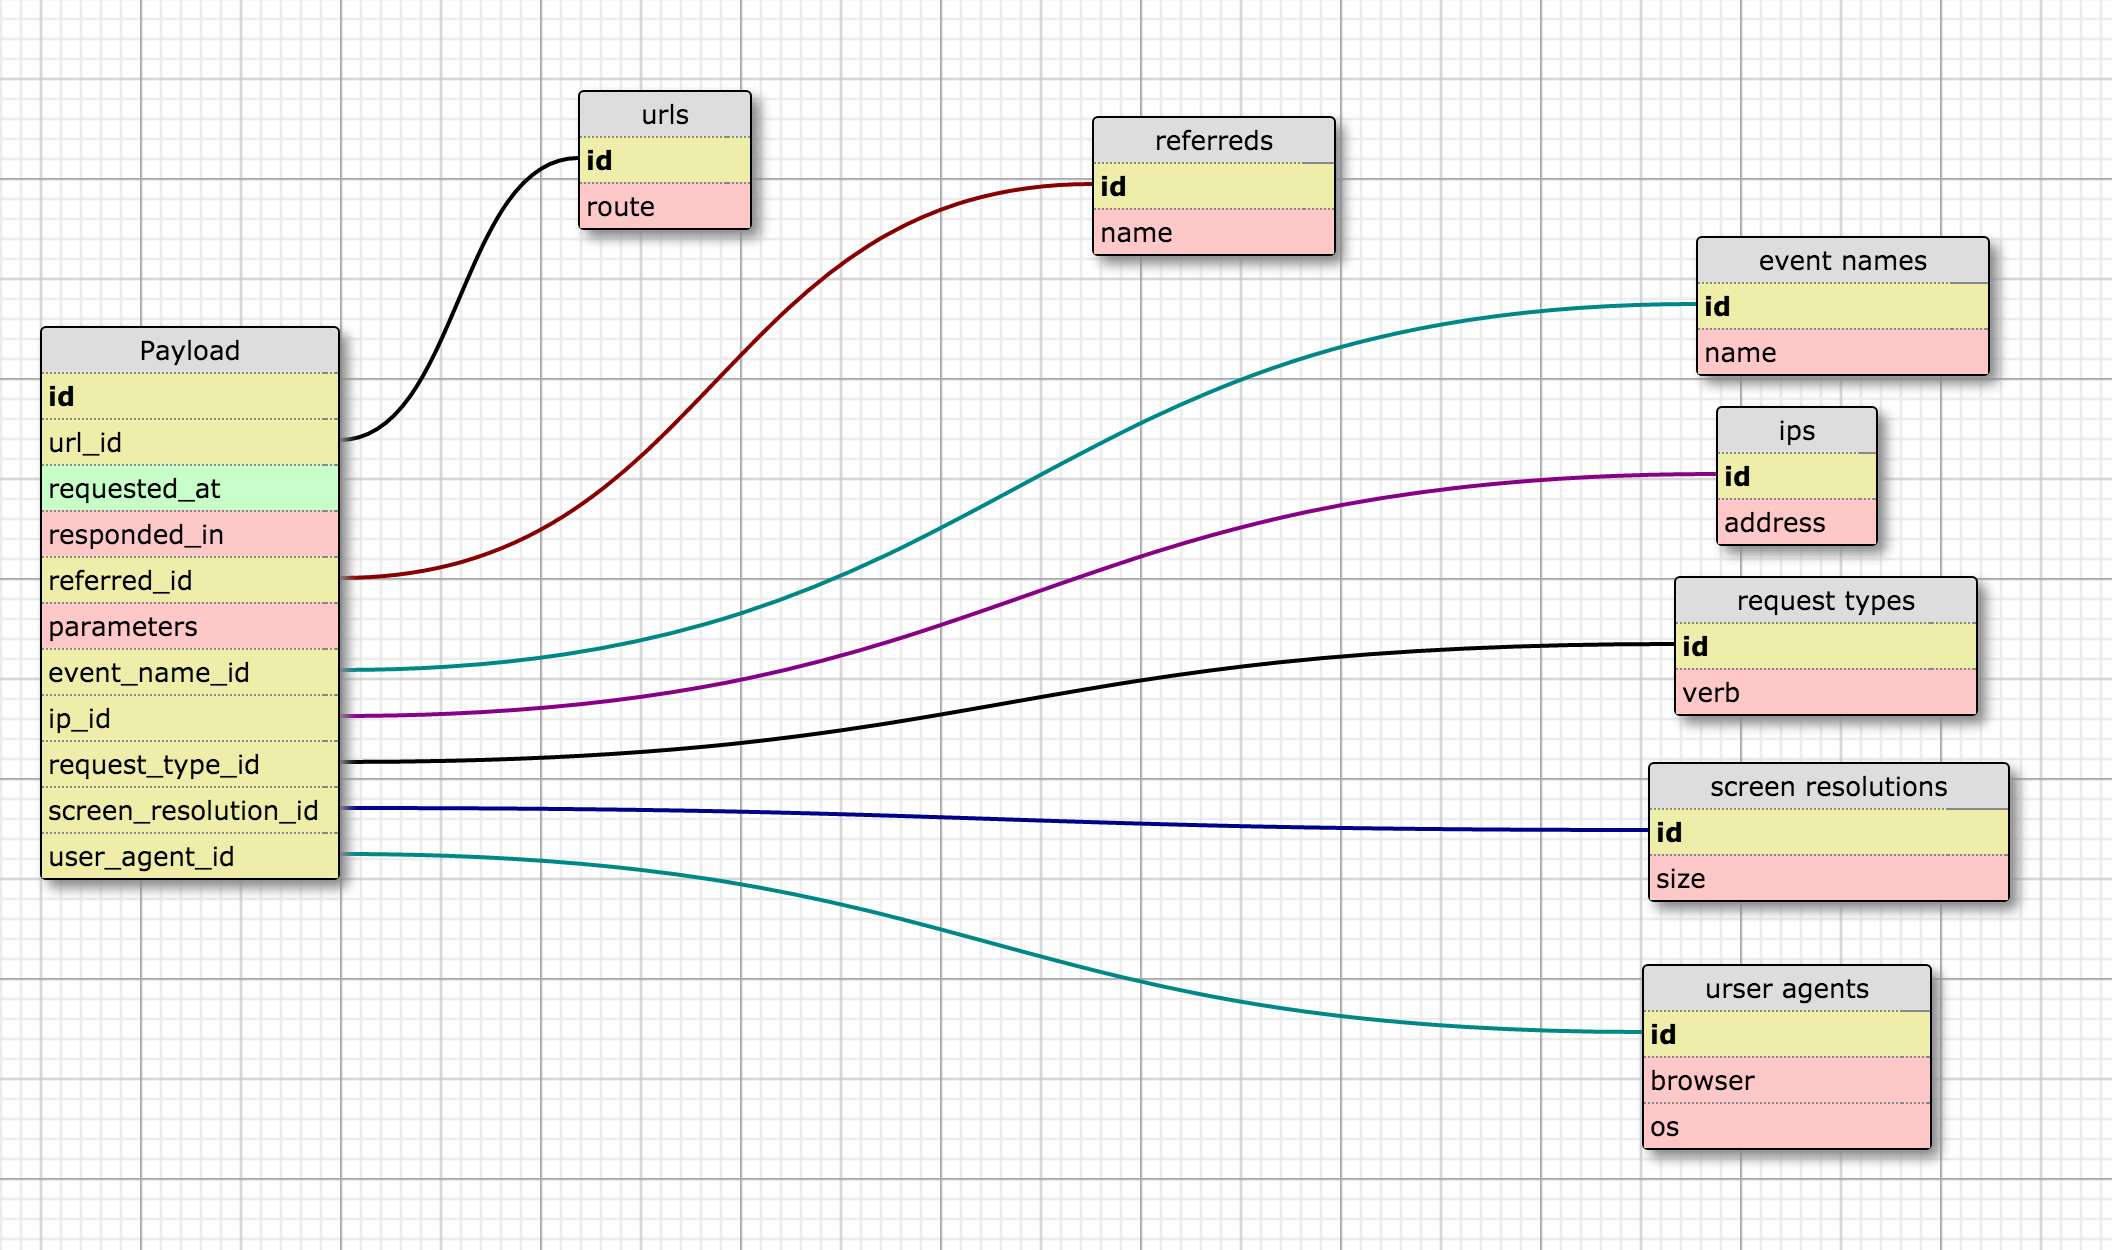 urls
id
route
referreds
id
name
event names
id
name
Payload
id
url_id
requested_at
responded_in
referred_id
parameters
event_name_id
ip_id
request_type_id
screen_resolution_id
user_agent_id
ips
id
address
request types
id
verb
screen resolutions
id
size
urser agents
id
browser
os